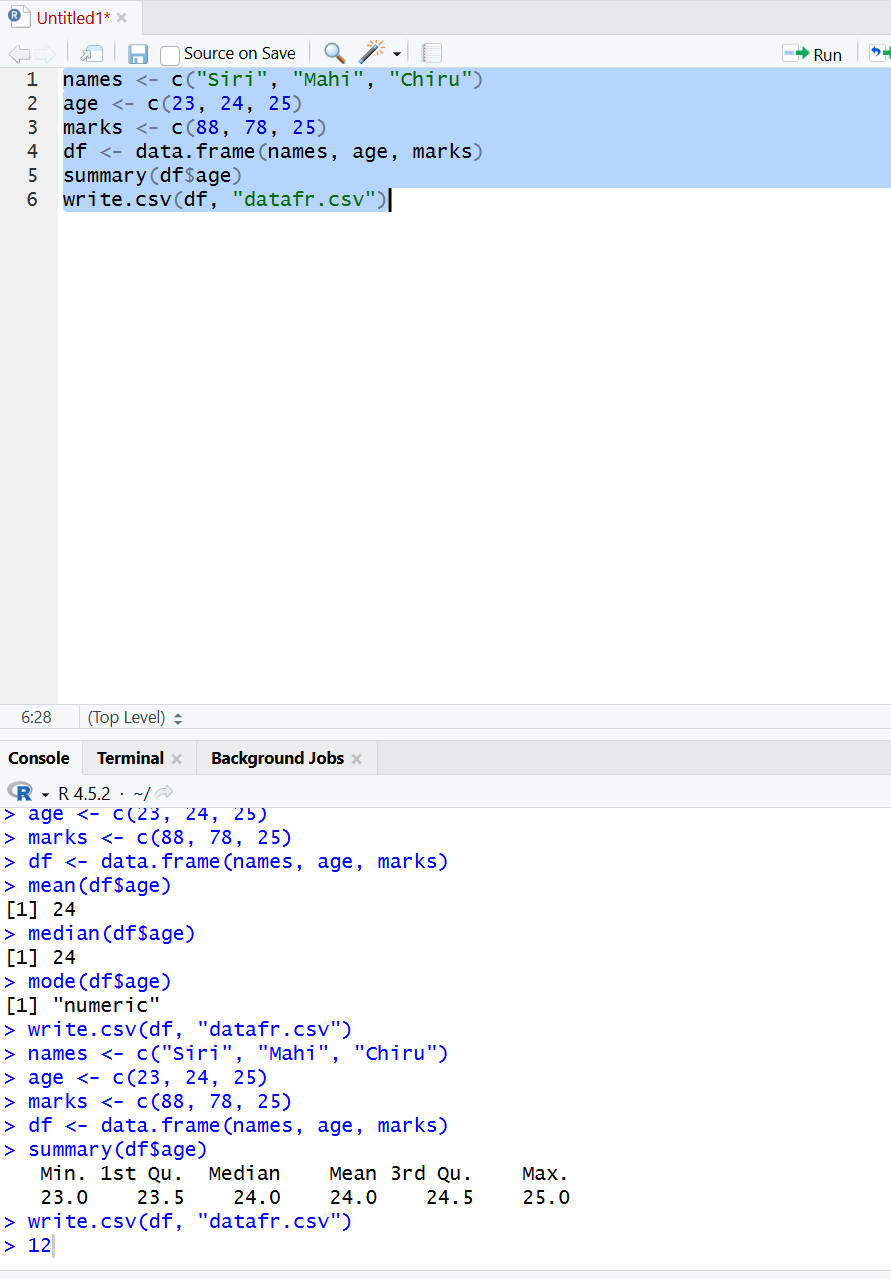 Untitled1*
Source on Save
Run
1 names <- c("Siri", "Mahi", "Chiru")
2 age <- c(23, 24, 25)
3 marks <- c(88, 78, 25)
4 df <- data.frame(names, age, marks)
5 summary(df$age)
6 write.csv(df, "datafr.csv")
6:28 (Top Level)
Console Terminal Background Jobs
R 4.5.2 · ~/
> age <- c(23, 24, 25)
> marks <- c(88, 78, 25)
> df <- data.frame(names, age, marks)
> mean(df$age)
[1] 24
> median(df$age)
[1] 24
> mode(df$age)
[1] "numeric"
> write.csv(df, "datafr.csv")
> names <- c("Siri", "Mahi", "Chiru")
> age <- c(23, 24, 25)
> marks <- c(88, 78, 25)
> df <- data.frame(names, age, marks)
> summary(df$age)
   Min. 1st Qu.  Median    Mean 3rd Qu.    Max.
   23.0    23.5    24.0    24.0    24.5    25.0
> write.csv(df, "datafr.csv")
> 12